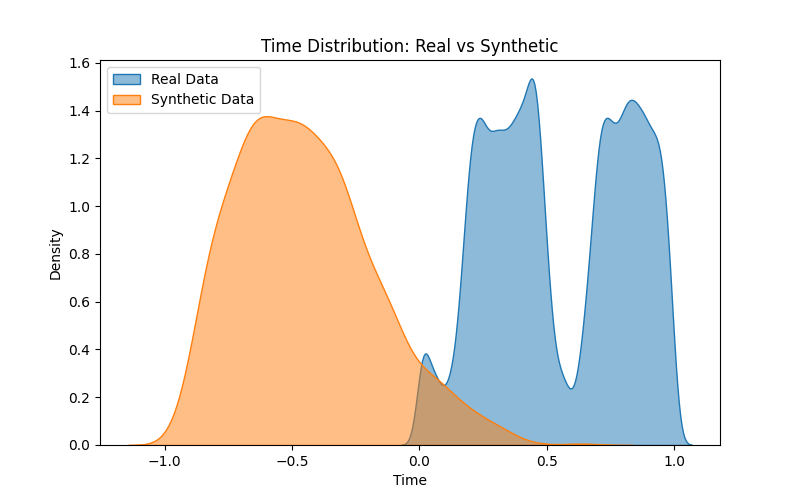 Time Distribution: Real vs Synthetic
Real Data
Synthetic Data
Density
1.6
1.4
1.2
1.0
0.8
0.6
0.4
0.2
0.0
−1.0 −0.5 0.0 0.5 1.0
Time